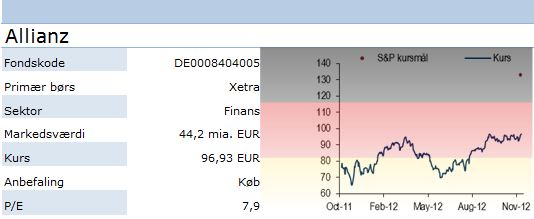 Allianz
Fondskode DE0008404005
Primær børs Xetra
Sektor Finans
Markedsværdi 44,2 mia. EUR
Kurs 96,93 EUR
Anbefaling Køb
P/E 7,9
S&P kursmål Kurs
140
130
120
110
100
90
80
70
60
Oct-11 Feb-12 May-12 Aug-12 Nov-12